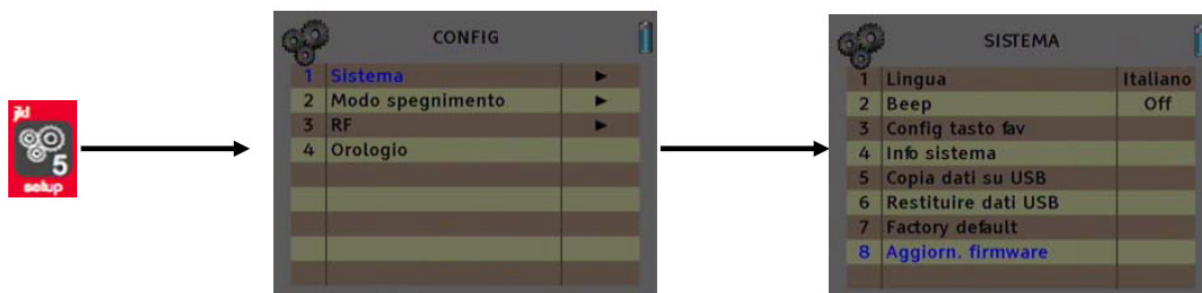 jkl
5
setup
CONFIG
1 Sistema ►
2 Modo spegnimento ►
3 RF ►
4 Orologio
SISTEMA
1 Lingua Italiano
2 Beep Off
3 Config tasto fav
4 Info sistema
5 Copia dati su USB
6 Restituire dati USB
7 Factory default
8 Aggiorn. firmware